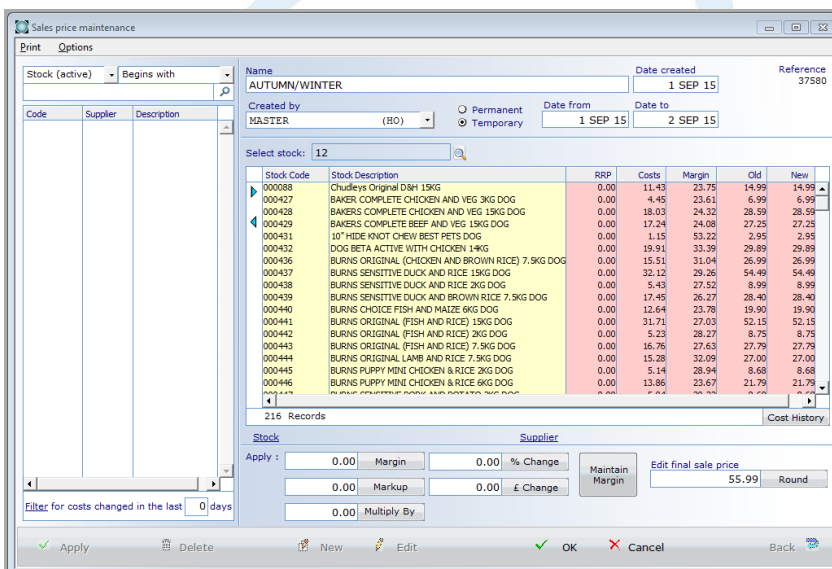 Sales price maintenance
Print Options
Stock (active) Begins with
Code Supplier Description
Filter for costs changed in the last 0 days
Name Date created Reference
AUTUMN/WINTER 1 SEP 15 37580
Created by Permanent Date from Date to
MASTER (HO) Temporary 1 SEP 15 2 SEP 15
Select stock: 12
Stock Code Stock Description RRP Costs Margin Old New
000088 Chudleys Original D&H 15KG 0.00 11.43 23.75 14.99 14.99
000427 BAKER COMPLETE CHICKEN AND VEG 3KG DOG 0.00 4.45 23.61 6.99 6.99
000428 BAKERS COMPLETE CHICKEN AND VEG 15KG DOG 0.00 18.03 24.32 28.59 28.59
000429 BAKERS COMPLETE BEEF AND VEG 15KG DOG 0.00 17.24 24.08 27.25 27.25
000431 10" HIDE KNOT CHEW BEST PETS DOG 0.00 1.15 53.22 2.95 2.95
000432 DOG BETA ACTIVE WITH CHICKEN 14KG 0.00 19.91 33.39 29.89 29.89
000436 BURNS ORIGINAL (CHICKEN AND BROWN RICE) 7.5KG DOG 0.00 15.51 31.04 26.99 26.99
000437 BURNS SENSITIVE DUCK AND RICE 15KG DOG 0.00 32.12 29.26 54.49 54.49
000438 BURNS SENSITIVE DUCK AND RICE 2KG DOG 0.00 5.43 27.52 8.99 8.99
000439 BURNS SENSITIVE DUCK AND BROWN RICE 7.5KG DOG 0.00 17.45 26.27 28.40 28.40
000440 BURNS CHOICE FISH AND MAIZE 6KG DOG 0.00 12.64 23.78 19.90 19.90
000441 BURNS ORIGINAL (FISH AND RICE) 15KG DOG 0.00 31.71 27.03 52.15 52.15
000442 BURNS ORIGINAL (FISH AND RICE) 2KG DOG 0.00 5.23 28.27 8.75 8.75
000443 BURNS ORIGINAL (FISH AND RICE) 7.5KG DOG 0.00 16.76 27.63 27.79 27.79
000444 BURNS ORIGINAL LAMB AND RICE 7.5KG DOG 0.00 15.28 32.09 27.00 27.00
000445 BURNS PUPPY MINI CHICKEN & RICE 2KG DOG 0.00 5.14 28.94 8.68 8.68
000446 BURNS PUPPY MINI CHICKEN & RICE 6KG DOG 0.00 13.86 23.67 21.79 21.79
216 Records Cost History
Stock Supplier
Apply : 0.00 Margin 0.00 % Change Maintain Margin Edit final sale price
0.00 Markup 0.00 £ Change 55.99 Round
0.00 Multiply By
Apply Delete New Edit OK Cancel Back